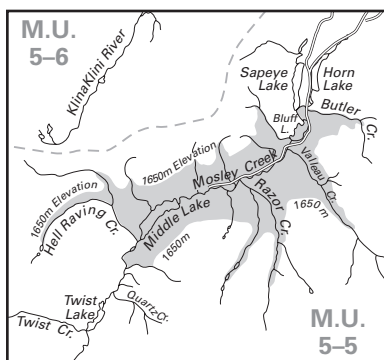 M.U.
5–6
KlinaKlini River
Sapeye
Lake
Horn
Lake
Bluff
L.
Butler
Cr.
1650m Elevation
Mosley Creek
Valleau Cr.
1650m Elevation
Hell Raving Cr.
Middle Lake
1650m
Razor Cr.
1650m
Twist
Lake
Quartz Cr.
Twist Cr.
M.U.
5–5